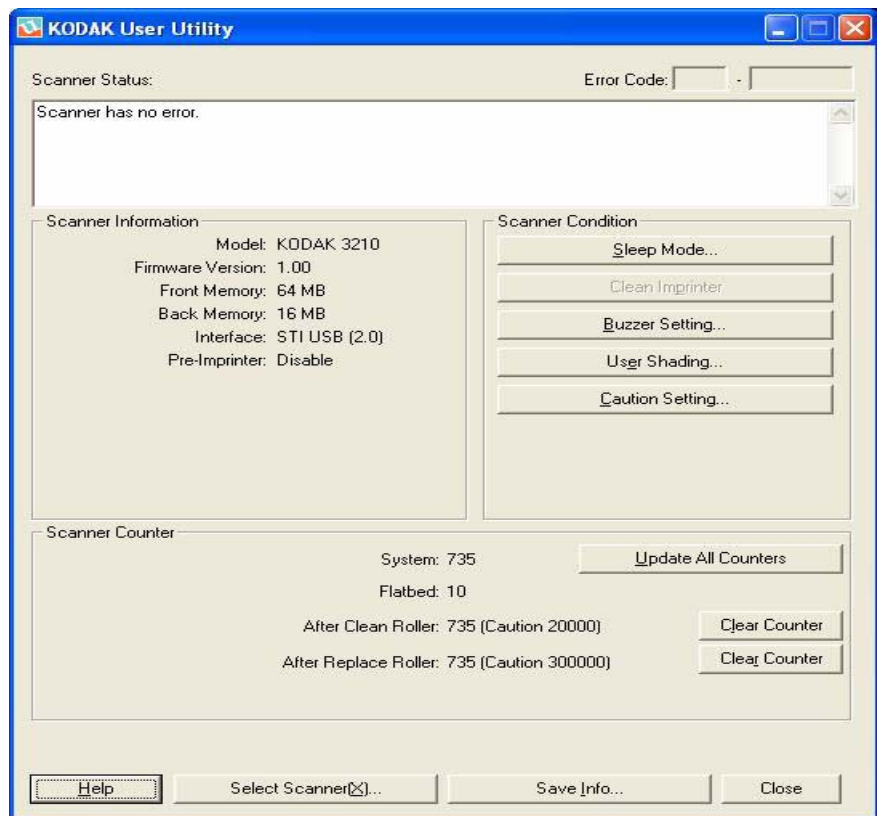 KODAK User Utility
Scanner Status:
Error Code: -
Scanner has no error.
Scanner Information
Model: KODAK 3210
Firmware Version: 1.00
Front Memory: 64 MB
Back Memory: 16 MB
Interface: STI USB (2.0)
Pre-Imprinter: Disable
Scanner Condition
Sleep Mode...
Clean Imprinter
Buzzer Setting...
User Shading...
Caution Setting...
Scanner Counter
System: 735
Update All Counters
Flatbed: 10
After Clean Roller: 735 (Caution 20000)
Clear Counter
After Replace Roller: 735 (Caution 300000)
Clear Counter
Help
Select Scanner(X)...
Save Info...
Close